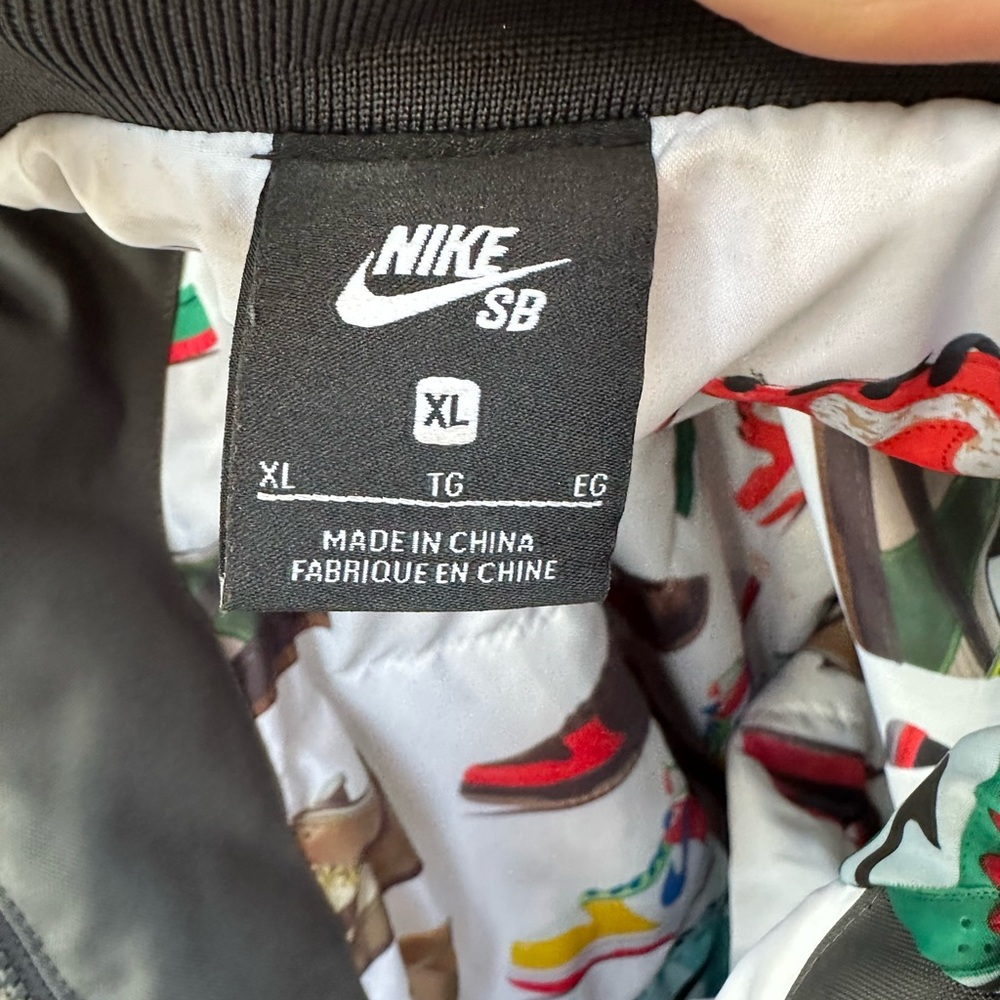 NIKE
SB
XL
XL TG EG
MADE IN CHINA
FABRIQUE EN CHINE